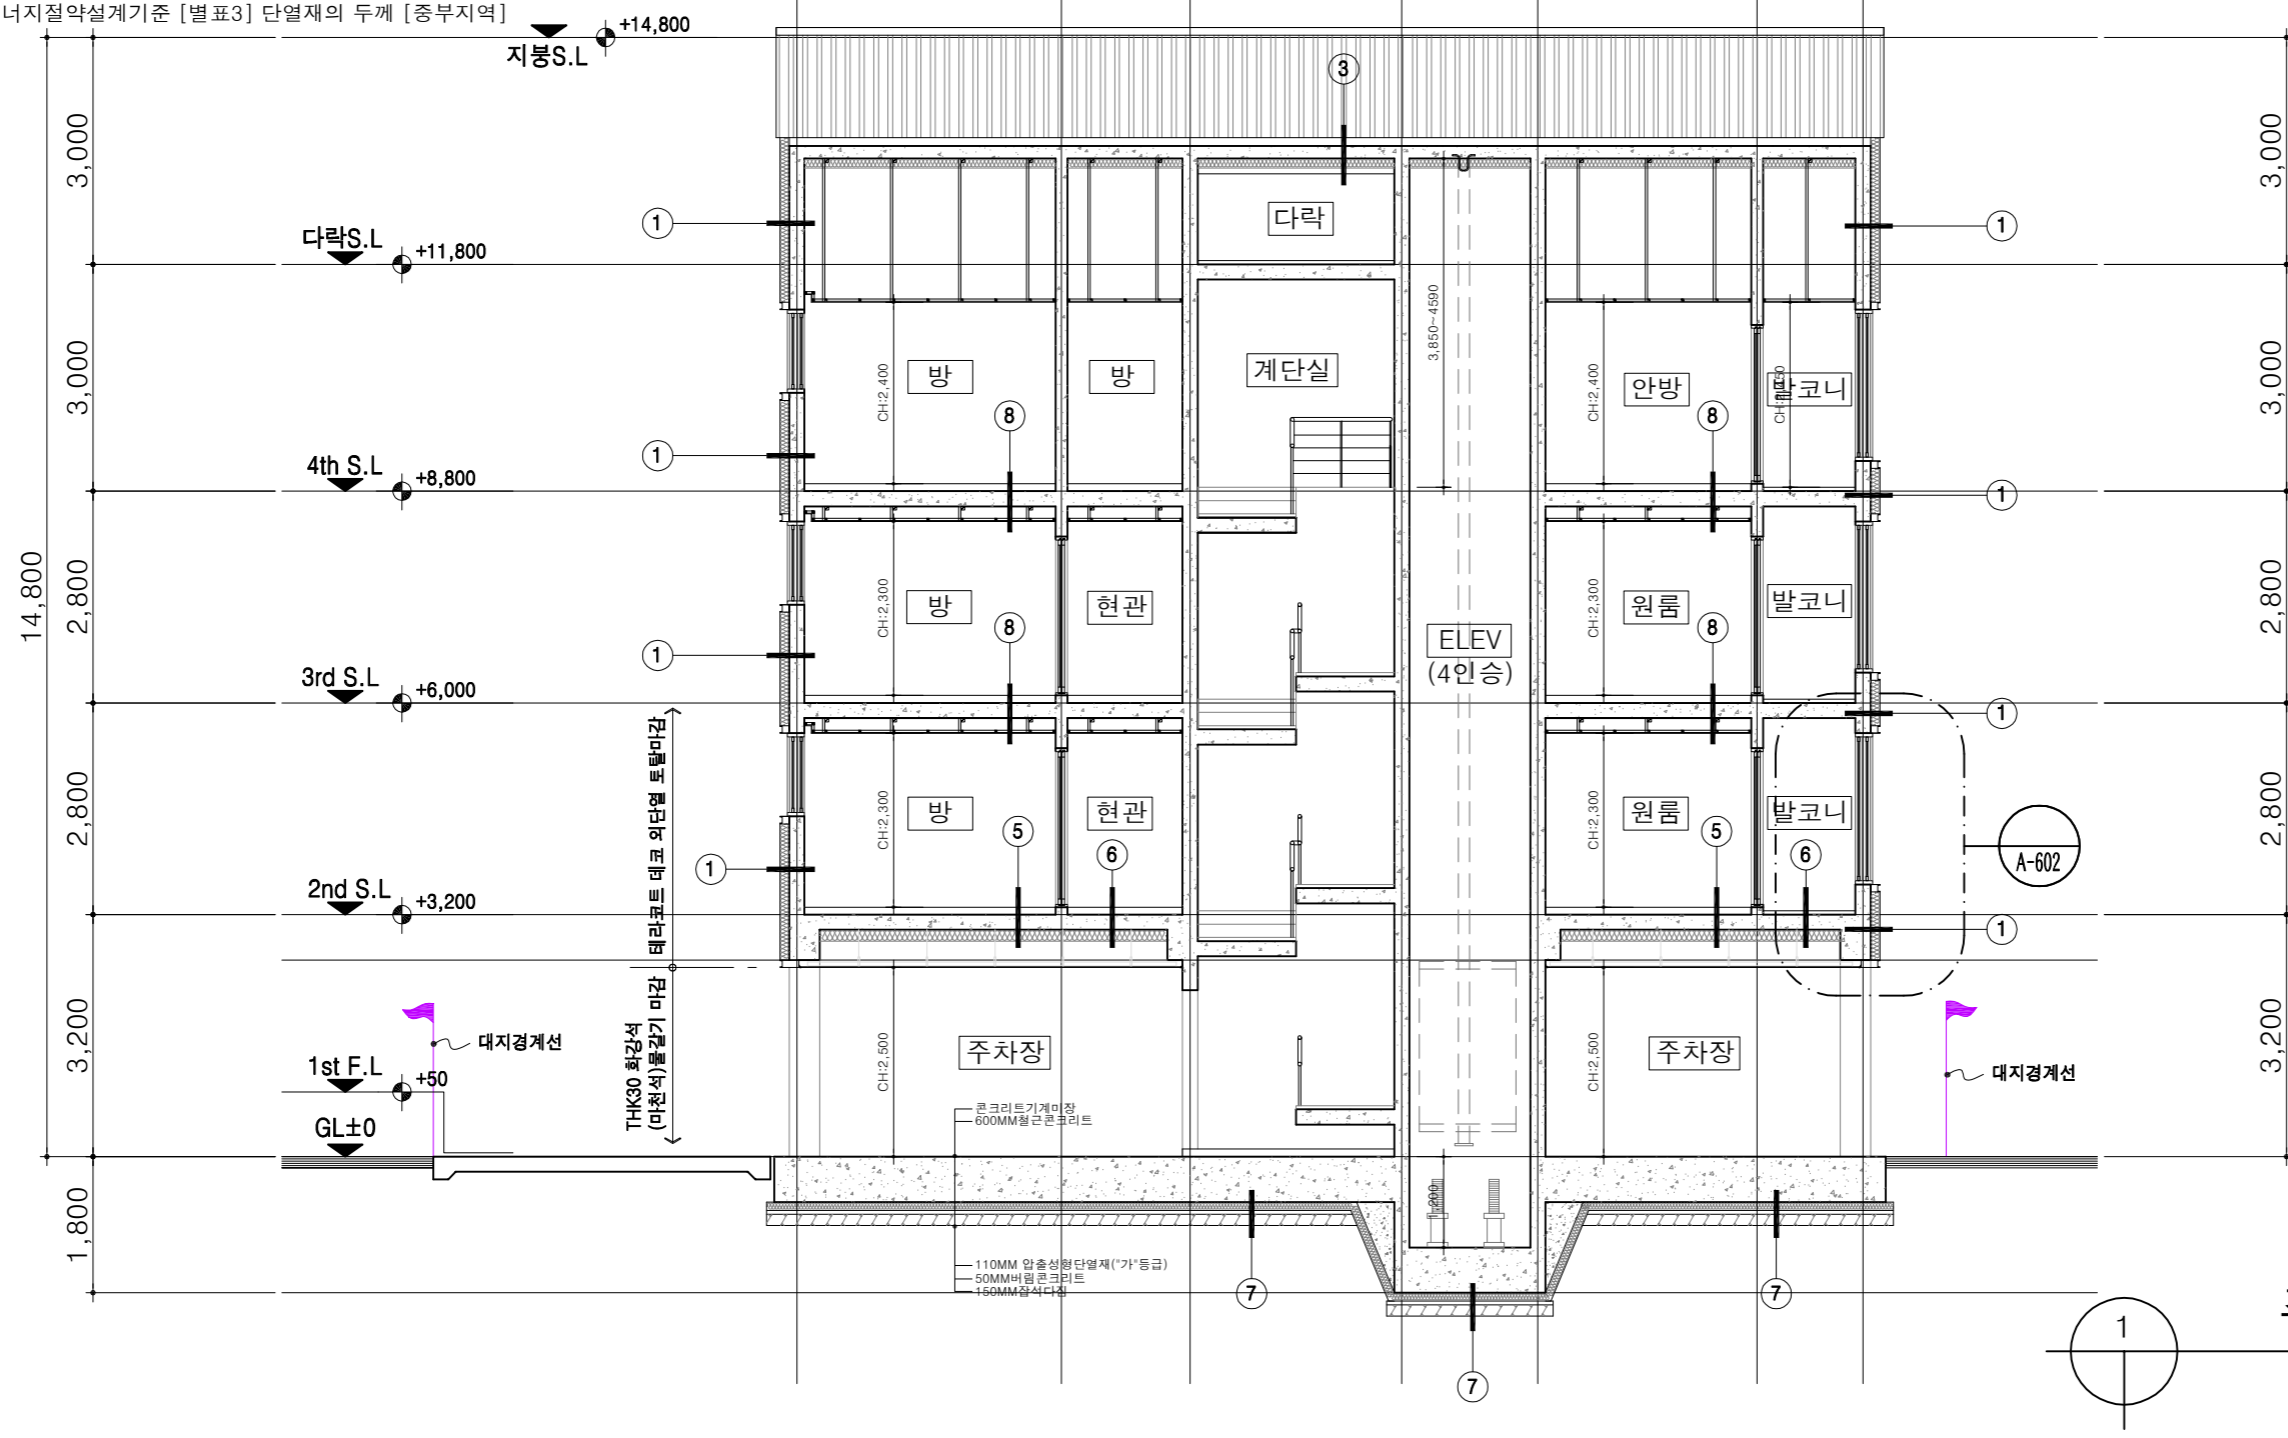 너지절약설계기준 [별표3] 단열재의 두께 [중부지역]
지붕S.L
+14,800
다락S.L
+11,800
4th S.L
+8,800
3rd S.L
+6,000
2nd S.L
+3,200
1st F.L
+50
GL±0
14,800
3,000
3,000
2,800
2,800
3,200
1,800
3,000
3,000
2,800
2,800
3,200
테라코트 데코 외단열 토탈마감
THK30 화강석
(마천석)물갈기 마감
대지경계선
대지경계선
3
1
1
1
1
1
1
1
1
다락
방
방
계단실
안방
발코니
CH:2,400
CH:2,400
3,850~4590
8
8
방
현관
원룸
발코니
CH:2,300
CH:2,300
8
8
ELEV
(4인승)
방
현관
원룸
발코니
CH:2,300
CH:2,300
5
6
5
6
A-602
주차장
주차장
CH:2,500
CH:2,500
콘크리트기계미장
600MM철근콘크리트
1,200
110MM 압출성형단열재("가"등급)
50MM버림콘크리트
150MM잡석다짐
7
7
7
1